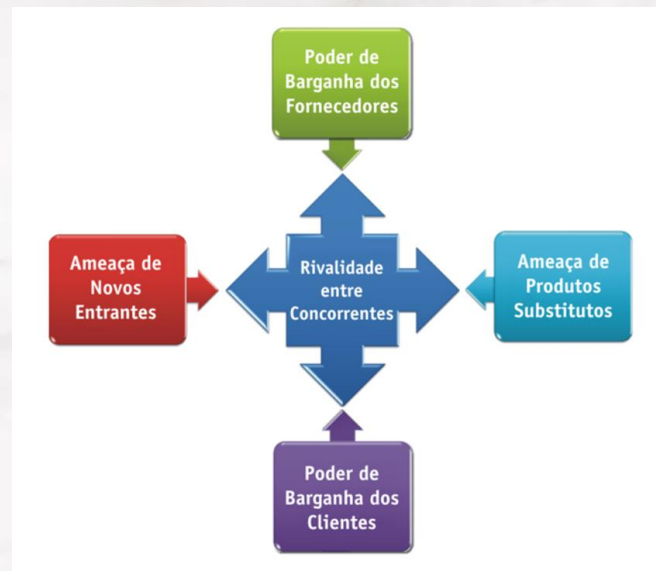 Poder de
Barganha dos
Fornecedores
Ameaça de
Novos
Entrantes
Rivalidade
entre
Concorrentes
Ameaça de
Produtos
Substitutos
Poder de
Barganha dos
Clientes